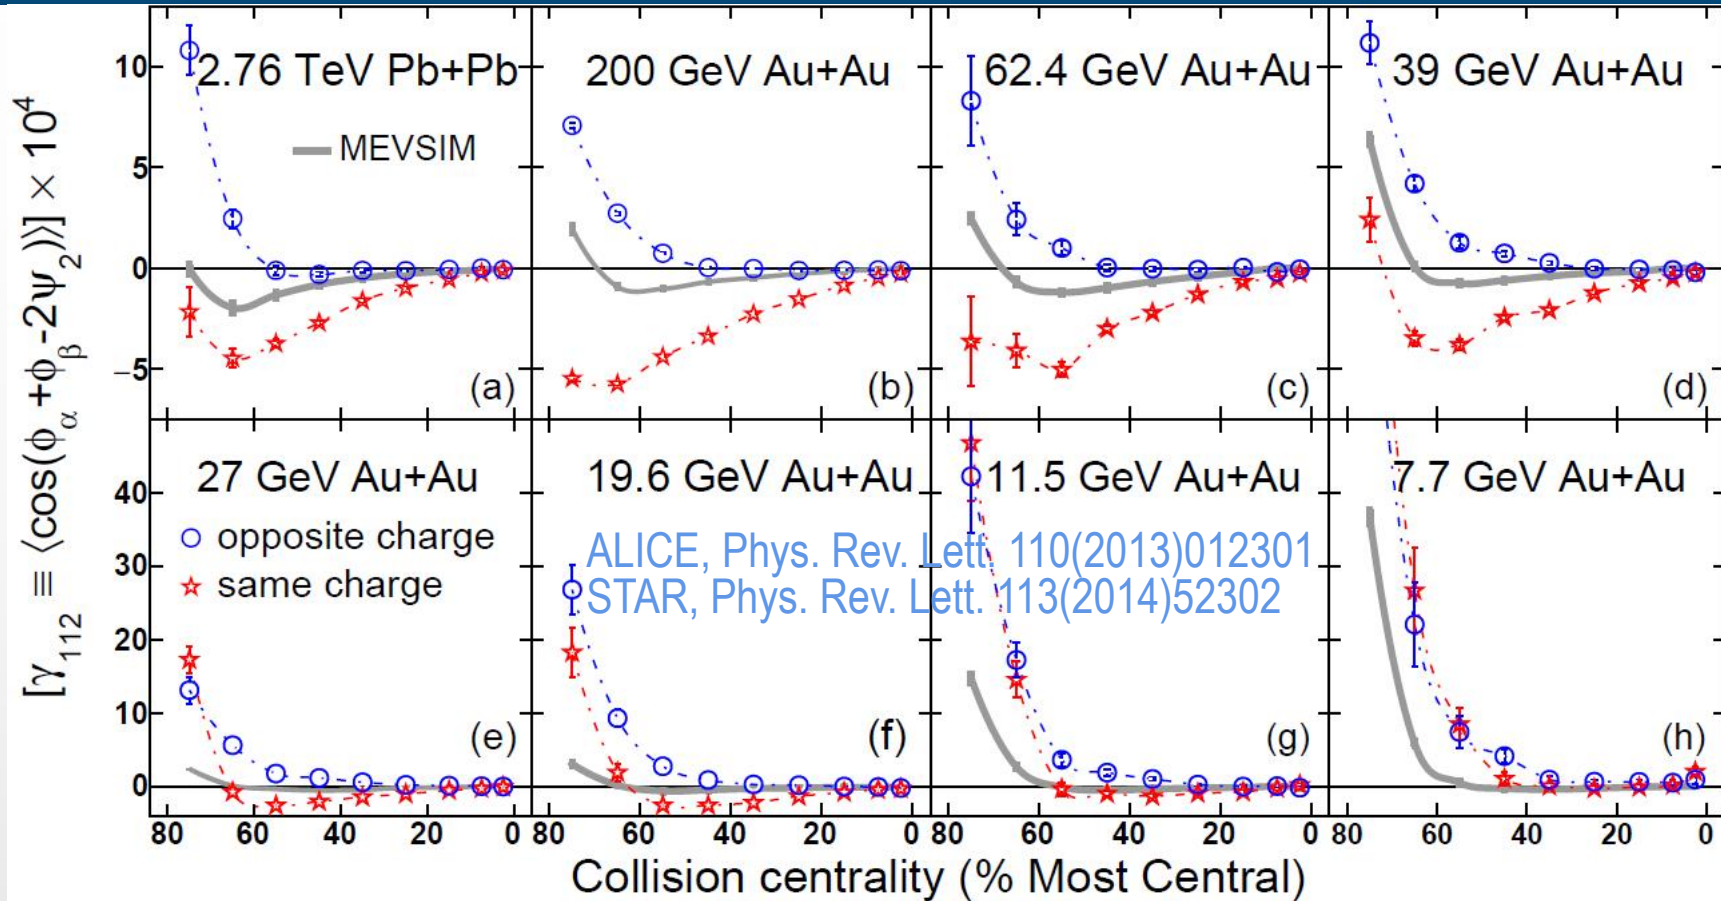 [γ112 ≡ ⟨cos(ϕα+ϕβ-2ψ2)⟩] × 10^4
10
5
0
−5
2.76 TeV Pb+Pb
MEVSIM
(a)
200 GeV Au+Au
(b)
62.4 GeV Au+Au
(c)
39 GeV Au+Au
(d)
40
30
20
10
0
27 GeV Au+Au
opposite charge
same charge
(e)
19.6 GeV Au+Au
(f)
11.5 GeV Au+Au
(g)
7.7 GeV Au+Au
(h)
ALICE, Phys. Rev. Lett. 110(2013)012301
STAR, Phys. Rev. Lett. 113(2014)52302
80 60 40 20 0
80 60 40 20 0
80 60 40 20 0
80 60 40 20 0
Collision centrality (% Most Central)